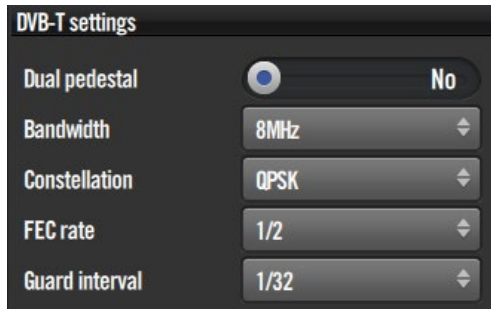 DVB-T settings
Dual pedestal No
Bandwidth 8MHz
Constellation QPSK
FEC rate 1/2
Guard interval 1/32